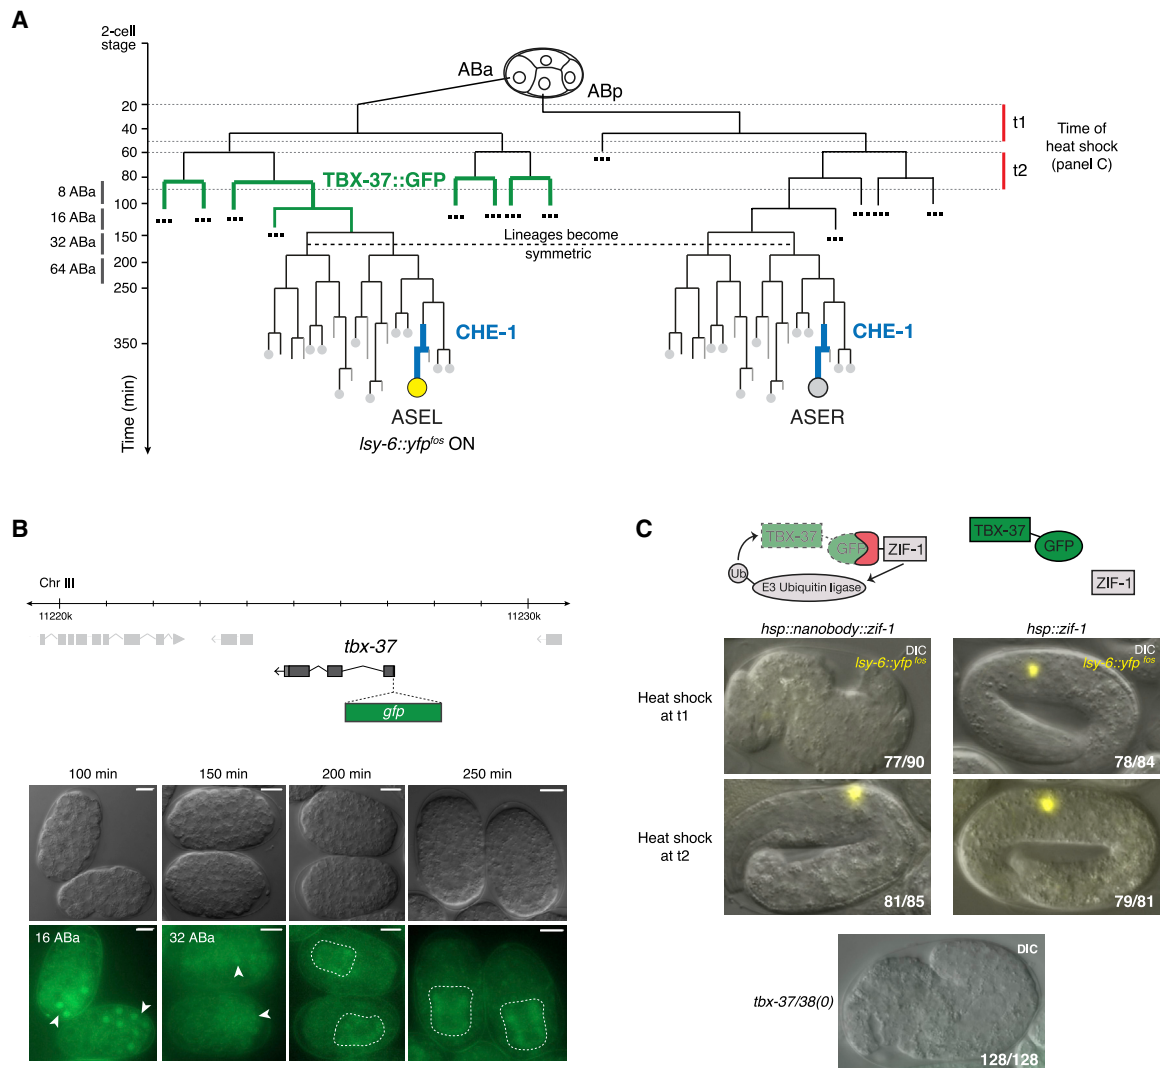 A
2-cell
stage
20
40
60
80
100
150
200
250
350
Time (min)
8 ABa
16 ABa
32 ABa
64 ABa
ABa
ABp
t1
t2
Time of
heat shock
(panel C)
TBX-37::GFP
Lineages become
symmetric
CHE-1
CHE-1
ASEL
lsy-6::yfp^fos ON
ASER
B
Chr III
11220k
11230k
tbx-37
gfp
100 min
150 min
200 min
250 min
16 ABa
32 ABa
C
TBX-37
GFP
ZIF-1
Ub
E3 Ubiquitin ligase
TBX-37
GFP
ZIF-1
hsp::nanobody::zif-1
hsp::zif-1
Heat shock
at t1
DIC
lsy-6::yfp fos
77/90
DIC
lsy-6::yfp fos
78/84
Heat shock
at t2
81/85
79/81
tbx-37/38(0)
DIC
128/128